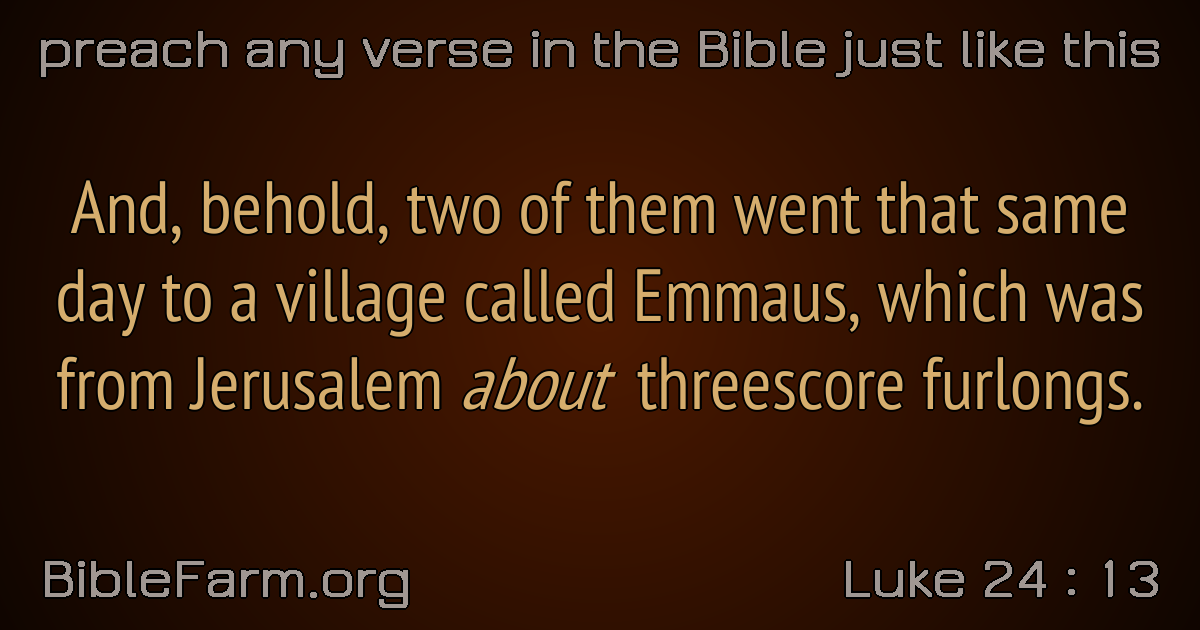 preach any verse in the Bible just like this
And, behold, two of them went that same
day to a village called Emmaus, which was
from Jerusalem about threescore furlongs.
BibleFarm.org
Luke 24 : 13